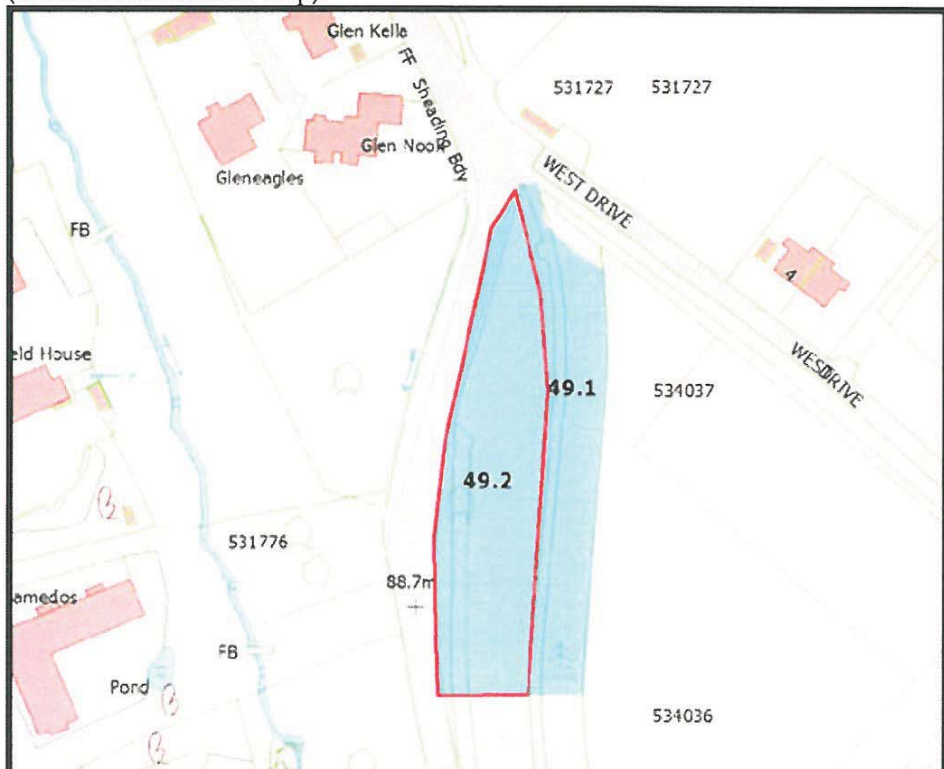 Glen Kella
FF Sheading Bdy
531727 531727
Glen Nook
Gleneagles
WEST DRIVE
FB
4
eld House
WEST DRIVE
49.1
534037
49.2
531776
88.7m
amedos
FB
Pond
534036